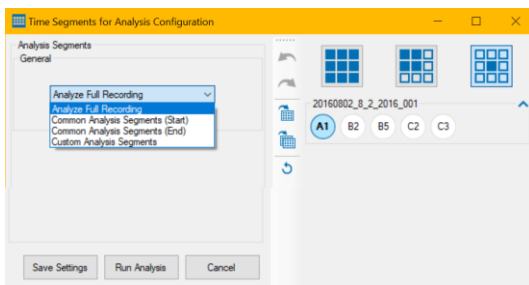 Time Segments for Analysis Configuration
Analysis Segments
General
Analyze Full Recording
Analyze Full Recording
Common Analysis Segments (Start)
Common Analysis Segments (End)
Custom Analysis Segments
Save Settings Run Analysis Cancel
20160802_8_2_2016_001
A1 B2 B5 C2 C3